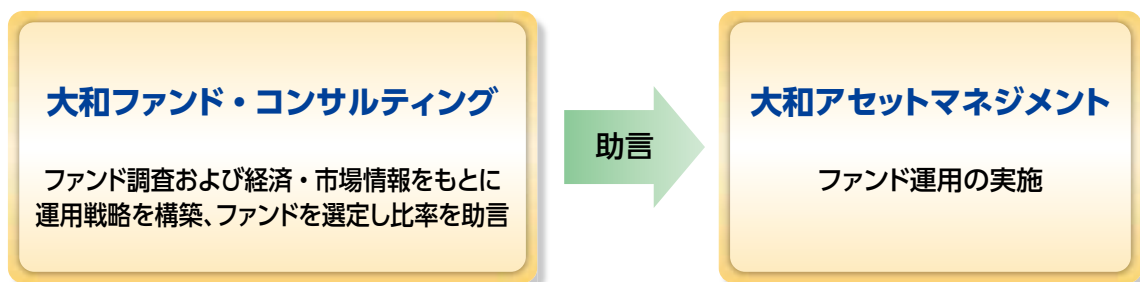 大和ファンド・コンサルティング
ファンド調査および経済・市場情報をもとに
運用戦略を構築、ファンドを選定し比率を助言
助言
大和アセットマネジメント
ファンド運用の実施